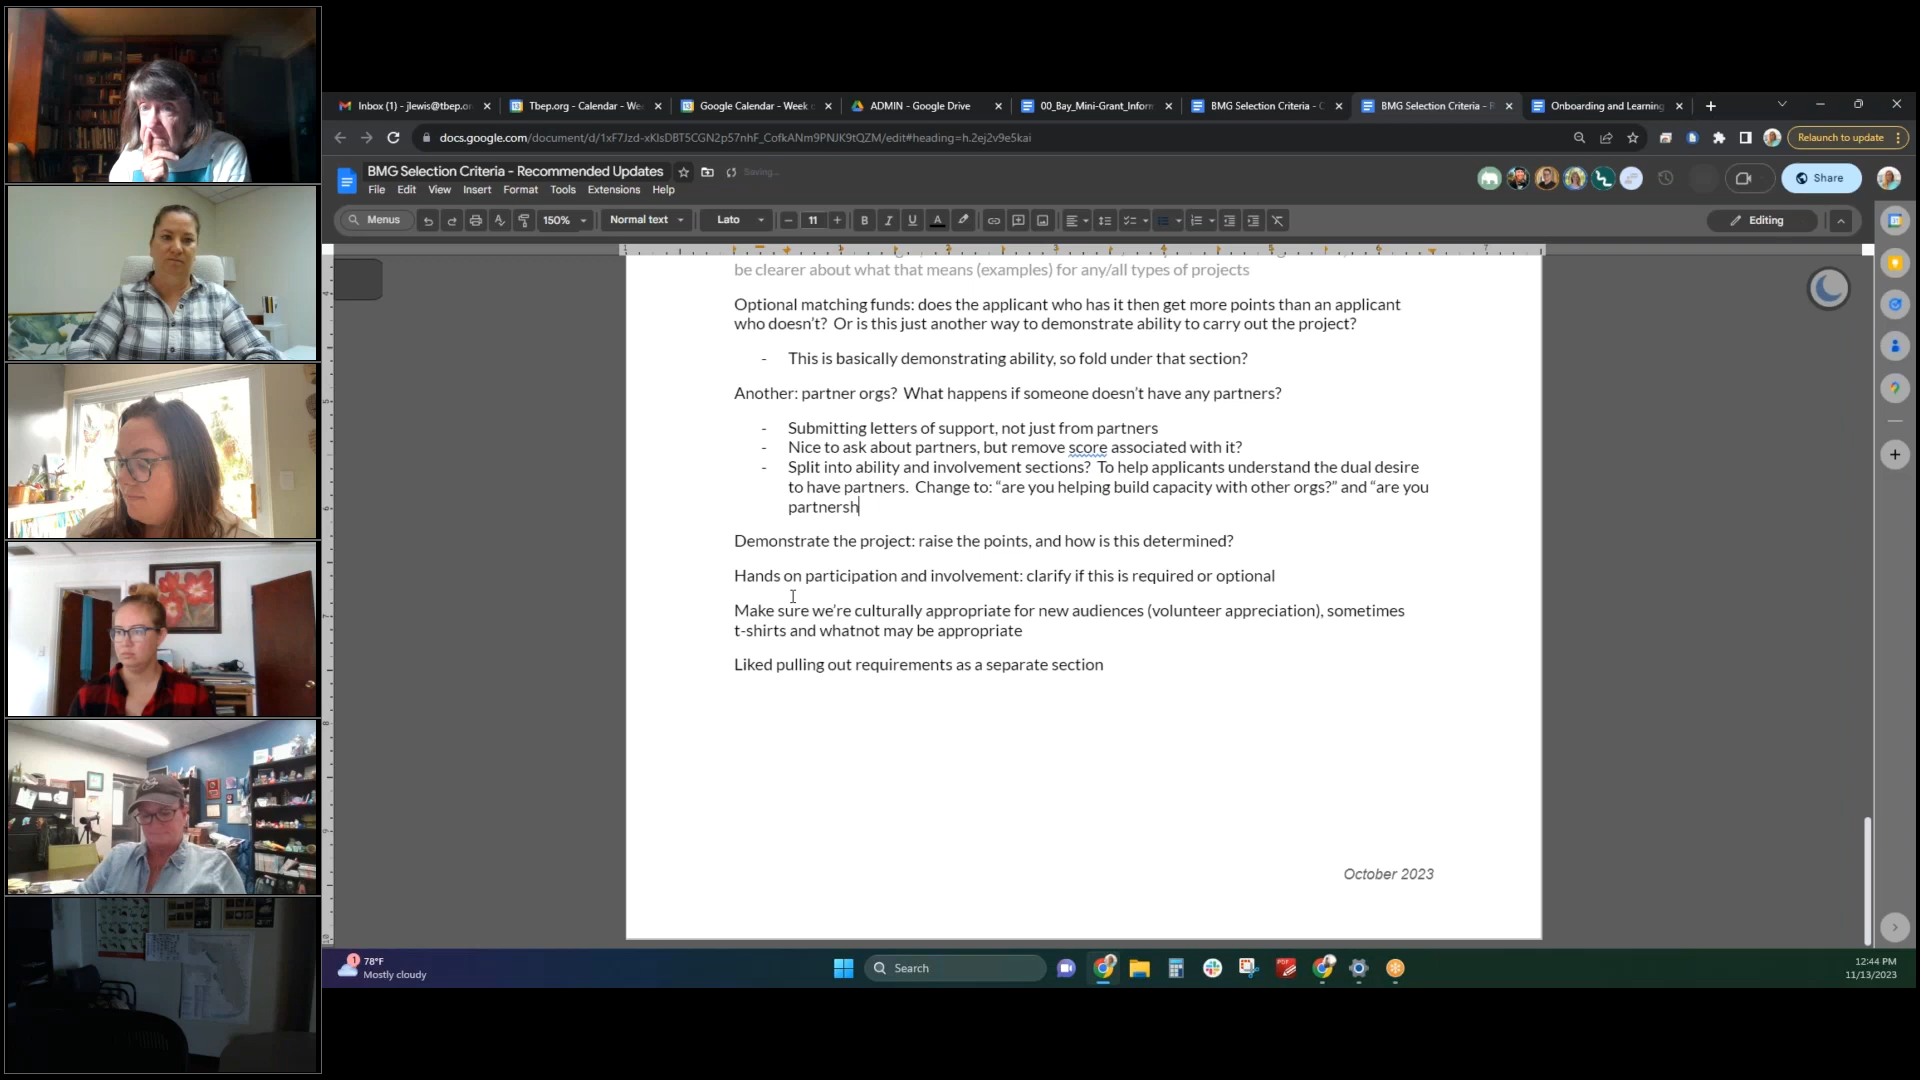 Inbox (1) - jlewis@tbep.or
Tbep.org - Calendar - We
Google Calendar - Week
ADMIN - Google Drive
00_Bay_Mini-Grant_Inform
BMG Selection Criteria - C
BMG Selection Criteria - R
Onboarding and Learning
docs.google.com/document/d/1xF7Jzd-xKlsDBT5CGN2p57nhF_CofkANm9PNJK9tQZM/edit#heading=h.2ej2v9e5kai
Relaunch to update
BMG Selection Criteria - Recommended Updates
Saving...
File Edit View Insert Format Tools Extensions Help
Share
Menus
150%
Normal text
Lato
11
Editing
be clearer about what that means (examples) for any/all types of projects
Optional matching funds: does the applicant who has it then get more points than an applicant
who doesn't? Or is this just another way to demonstrate ability to carry out the project?
- This is basically demonstrating ability, so fold under that section?
Another: partner orgs? What happens if someone doesn't have any partners?
- Submitting letters of support, not just from partners
- Nice to ask about partners, but remove score associated with it?
- Split into ability and involvement sections? To help applicants understand the dual desire
to have partners. Change to: "are you helping build capacity with other orgs?" and "are you
partnersh
Demonstrate the project: raise the points, and how is this determined?
Hands on participation and involvement: clarify if this is required or optional
Make sure we're culturally appropriate for new audiences (volunteer appreciation), sometimes
t-shirts and whatnot may be appropriate
Liked pulling out requirements as a separate section
October 2023
1
78°F
Mostly cloudy
Search
12:44 PM
11/13/2023